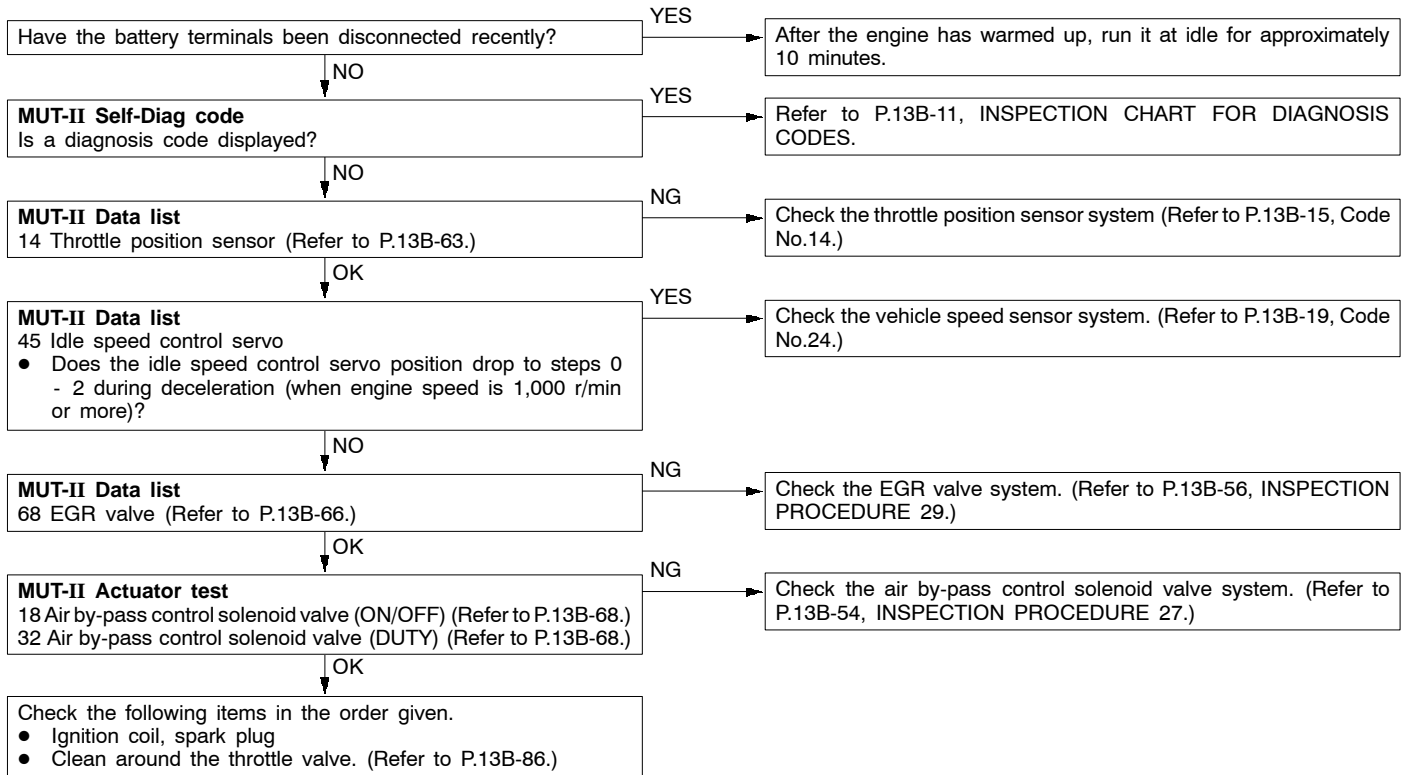 YES
Have the battery terminals been disconnected recently?
After the engine has warmed up, run it at idle for approximately
10 minutes.
NO
YES
MUT-II Self-Diag code
Is a diagnosis code displayed?
Refer to P.13B-11, INSPECTION CHART FOR DIAGNOSIS
CODES.
NO
NG
MUT-II Data list
14 Throttle position sensor (Refer to P.13B-63.)
Check the throttle position sensor system (Refer to P.13B-15, Code
No.14.)
OK
YES
MUT-II Data list
45 Idle speed control servo
● Does the idle speed control servo position drop to steps 0
- 2 during deceleration (when engine speed is 1,000 r/min
or more)?
Check the vehicle speed sensor system. (Refer to P.13B-19, Code
No.24.)
NO
NG
MUT-II Data list
68 EGR valve (Refer to P.13B-66.)
Check the EGR valve system. (Refer to P.13B-56, INSPECTION
PROCEDURE 29.)
OK
NG
MUT-II Actuator test
18 Air by-pass control solenoid valve (ON/OFF) (Refer to P.13B-68.)
32 Air by-pass control solenoid valve (DUTY) (Refer to P.13B-68.)
Check the air by-pass control solenoid valve system. (Refer to
P.13B-54, INSPECTION PROCEDURE 27.)
OK
Check the following items in the order given.
● Ignition coil, spark plug
● Clean around the throttle valve. (Refer to P.13B-86.)